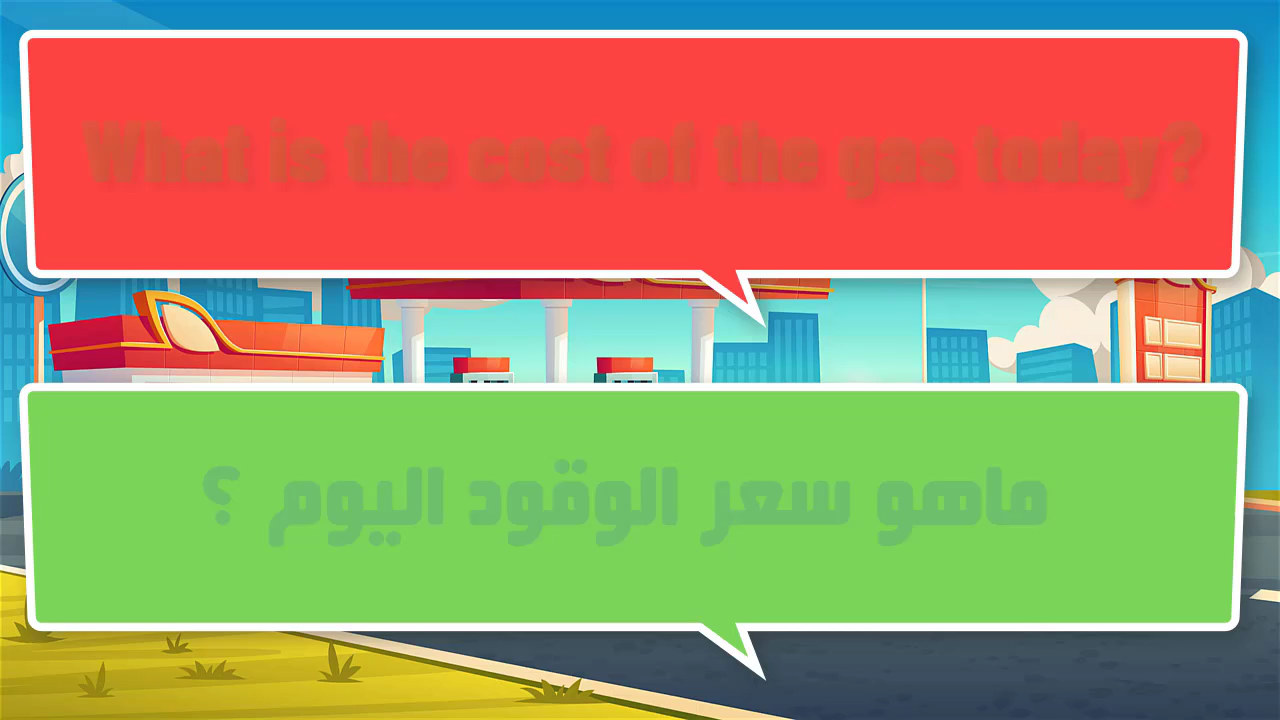 What is the cost of the gas today?
ماهو سعر الوقود اليوم ؟